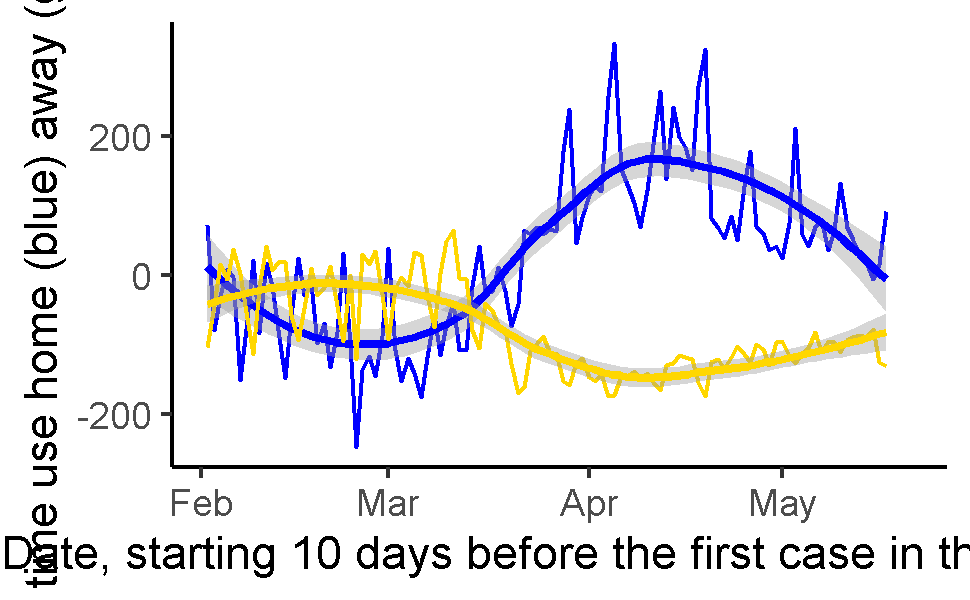 time use home (blue) away (
200
0
-200
Feb Mar Apr May
Date, starting 10 days before the first case in th